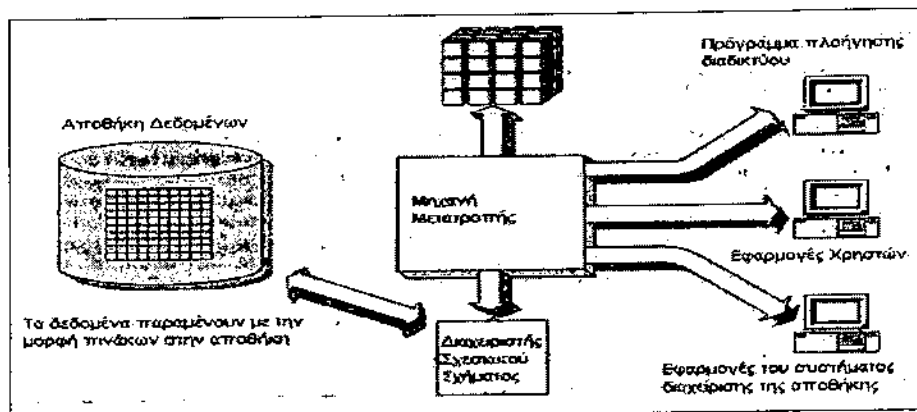 Πρόγραμμα πλοήγησης
διαδικτύου
Αποθήκη Δεδομένων
Μηχανή
Μετατροπής
Εφαρμογές Χρηστών
Τα δεδομένα παραμένουν με την
μορφή πινάκων στην αποθήκη
Διαχειριστής
Σχεσιακού
Σχήματος
Εφαρμογές του συστήματος
διαχείρισης της αποθήκης